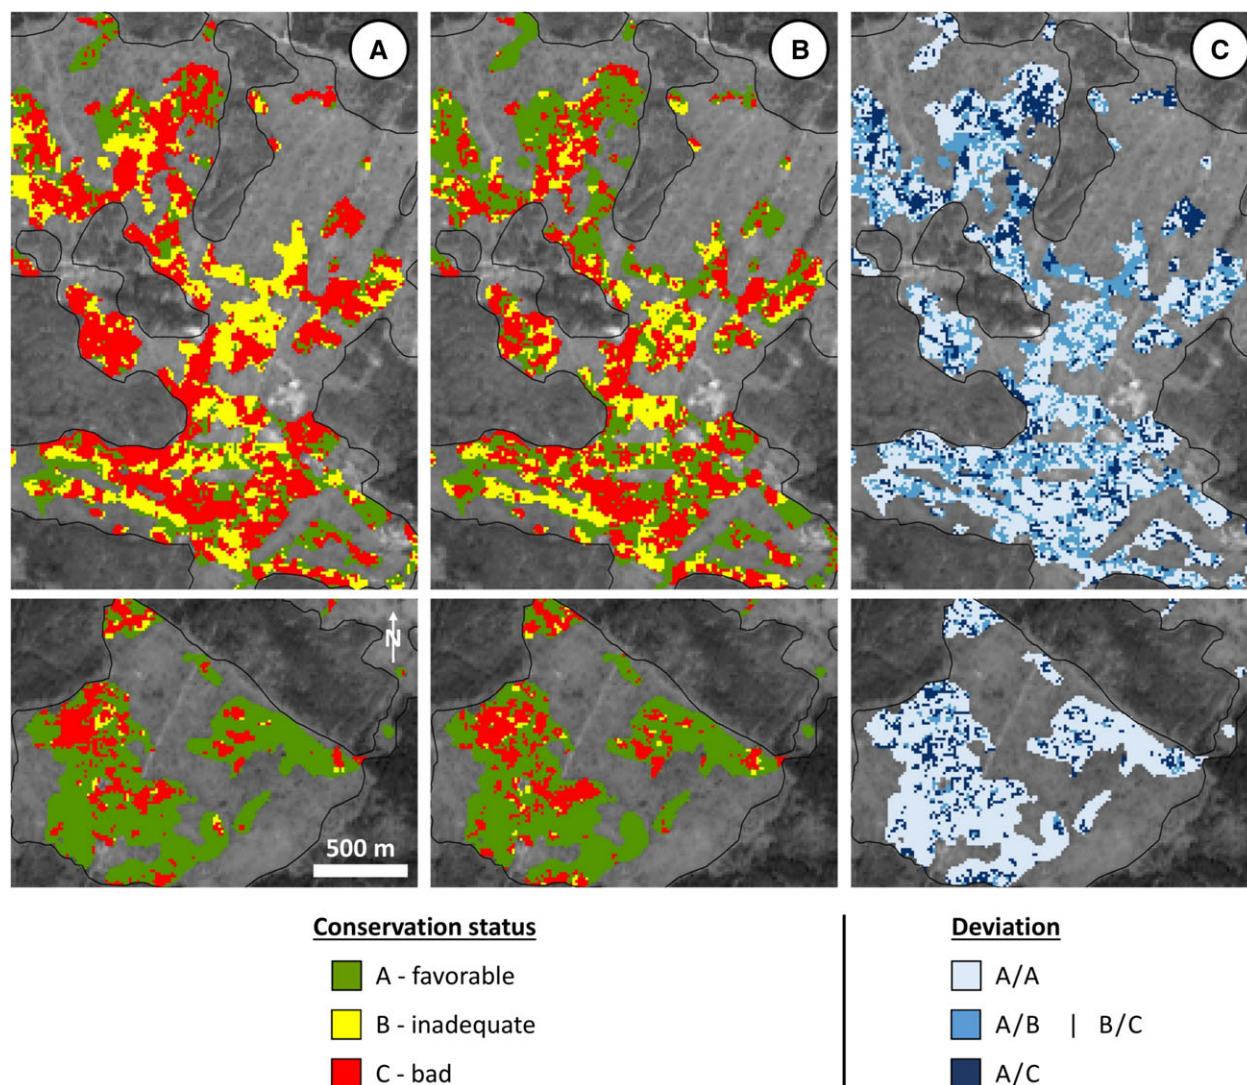 A
B
C
N
500 m
Conservation status
A - favorable
B - inadequate
C - bad
Deviation
A/A
A/B | B/C
A/C